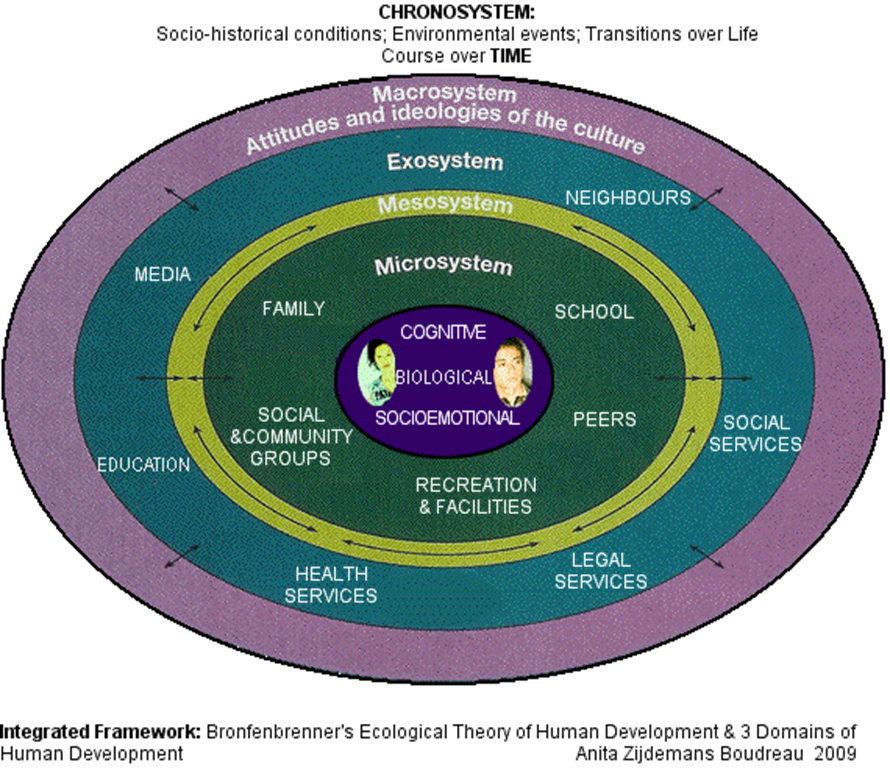 CHRONOSYSTEM:
Socio-historical conditions; Environmental events; Transitions over Life
Course over TIME
Macrosystem
Attitudes and ideologies of the culture
Exosystem
NEIGHBOURS
Mesosystem
Microsystem
MEDIA
FAMILY
SCHOOL
COGNITIVE
BIOLOGICAL
SOCIOEMOTIONAL
SOCIAL
&COMMUNITY
GROUPS
PEERS
SOCIAL
SERVICES
EDUCATION
RECREATION
& FACILITIES
HEALTH
SERVICES
LEGAL
SERVICES
Integrated Framework: Bronfenbrenner's Ecological Theory of Human Development & 3 Domains of
Human Development Anita Zijdemans Boudreau 2009